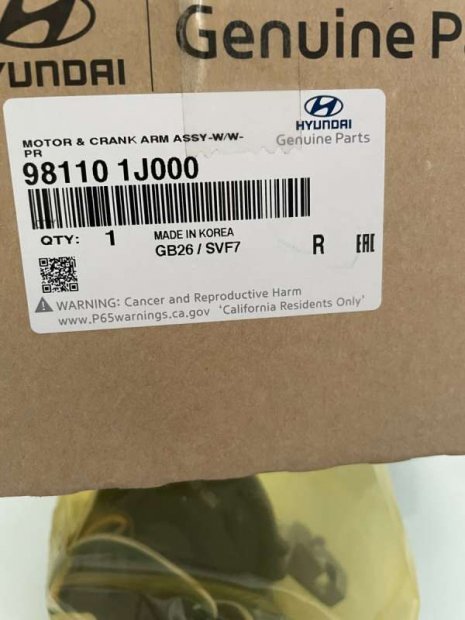 Genuine P
HYUNDAI
HYUNDAI
Genuine Parts
MOTOR & CRANK ARM ASSY-W/W-
PR
98110 1J000
QTY: 1
MADE IN KOREA
GB26 / SVF7
R EAC
WARNING: Cancer and Reproductive Harm
www.P65warnings.ca.gov 'California Residents Only'